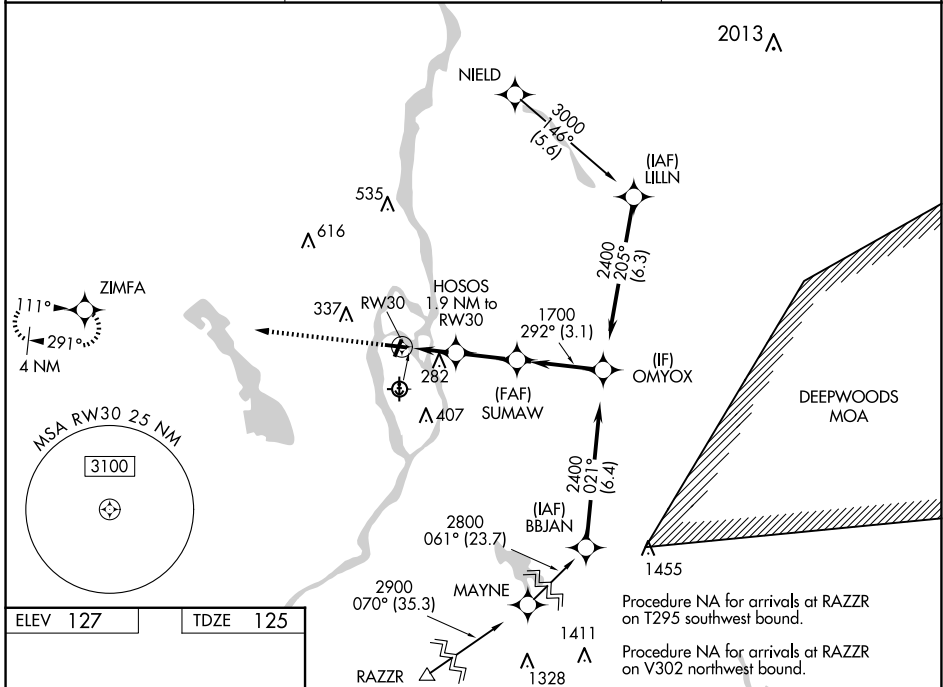 2013
NIELD
3000
146°
(5.6)
(IAF)
LILLN
535
616
2400
205°
(6.3)
ZIMFA
111°
291°
4 NM
337
RW30
HOSOS
1.9 NM to
RW30
1700
292° (3.1)
(IF)
OMYOX
282
(FAF)
SUMAW
407
DEEPWOODS
MOA
MSA RW30 25 NM
3100
2400
021°
(6.4)
(IAF)
BBJAN
2800
061° (23.7)
1455
2900
070° (35.3)
MAYNE
Procedure NA for arrivals at RAZZR
on T295 southwest bound.
ELEV 127
TDZE 125
1411
Procedure NA for arrivals at RAZZR
on V302 northwest bound.
RAZZR
1328